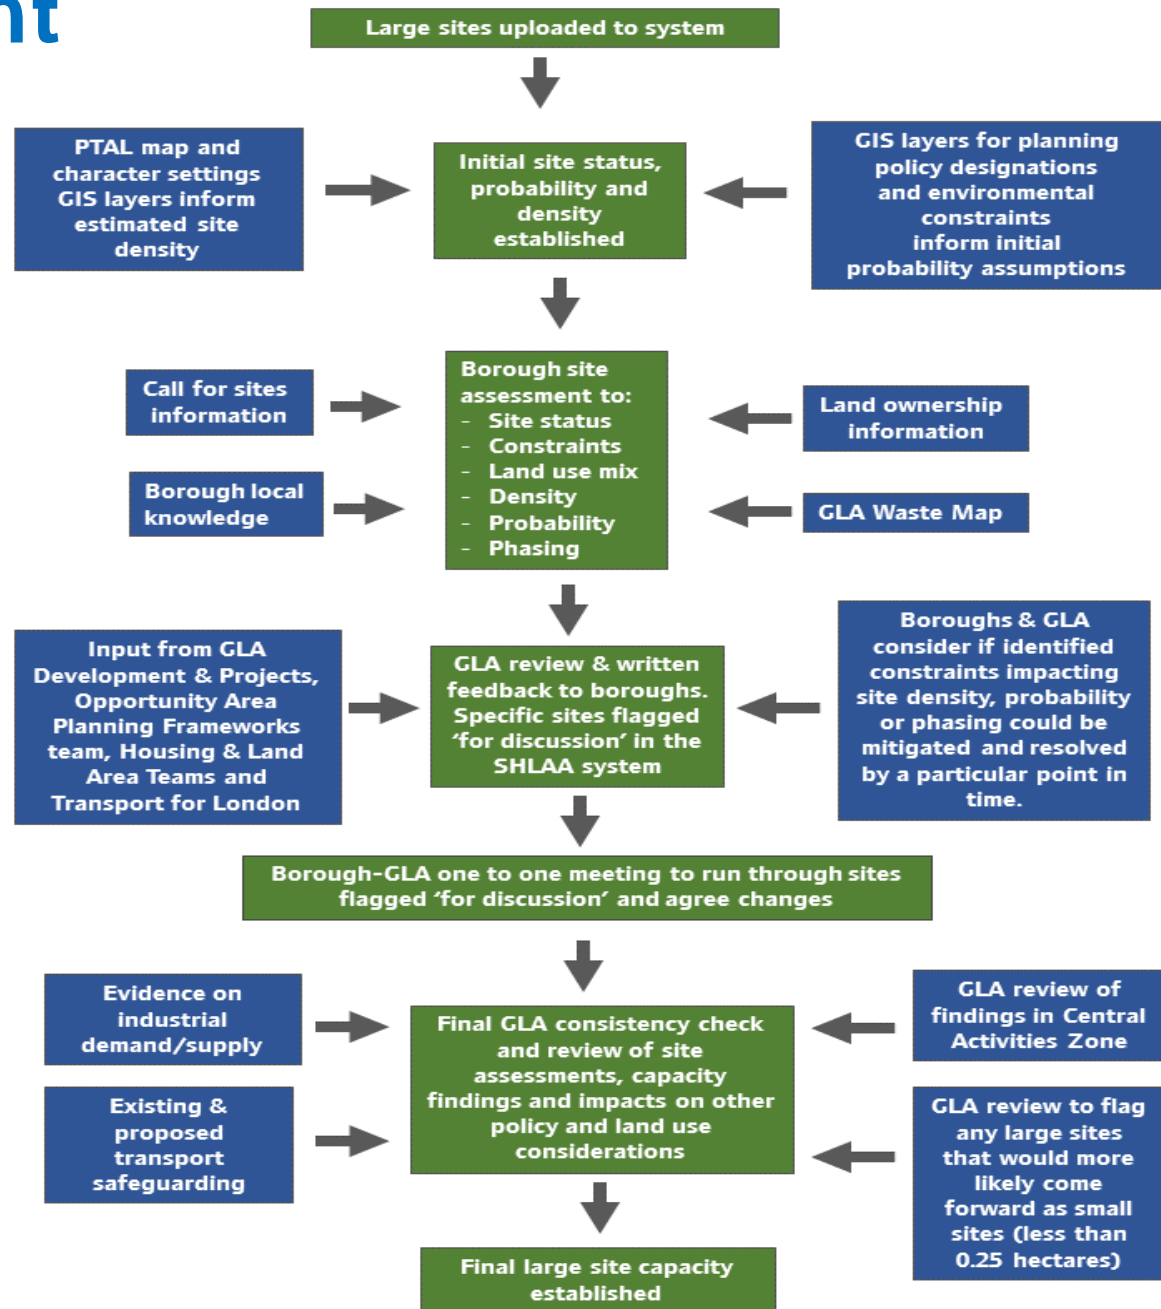 nt
Large sites uploaded to system
PTAL map and
character settings
GIS layers inform
estimated site
density
Initial site status,
probability and
density
established
GIS layers for planning
policy designations
and environmental
constraints
inform initial
probability assumptions
Call for sites
information
Borough local
knowledge
Borough site
assessment to:
- Site status
- Constraints
- Land use mix
- Density
- Probability
- Phasing
Land ownership
information
GLA Waste Map
Input from GLA
Development & Projects,
Opportunity Area
Planning Frameworks
team, Housing & Land
Area Teams and
Transport for London
GLA review & written
feedback to boroughs.
Specific sites flagged
‘for discussion’ in the
SHLAA system
Boroughs & GLA
consider if identified
constraints impacting
site density, probability
or phasing could be
mitigated and resolved
by a particular point in
time.
Borough-GLA one to one meeting to run through sites
flagged ‘for discussion’ and agree changes
Evidence on
industrial
demand/supply
Existing &
proposed
transport
safeguarding
Final GLA consistency check
and review of site
assessments, capacity
findings and impacts on other
policy and land use
considerations
GLA review of
findings in Central
Activities Zone
GLA review to flag
any large sites
that would more
likely come
forward as small
sites (less than
0.25 hectares)
Final large site capacity
established